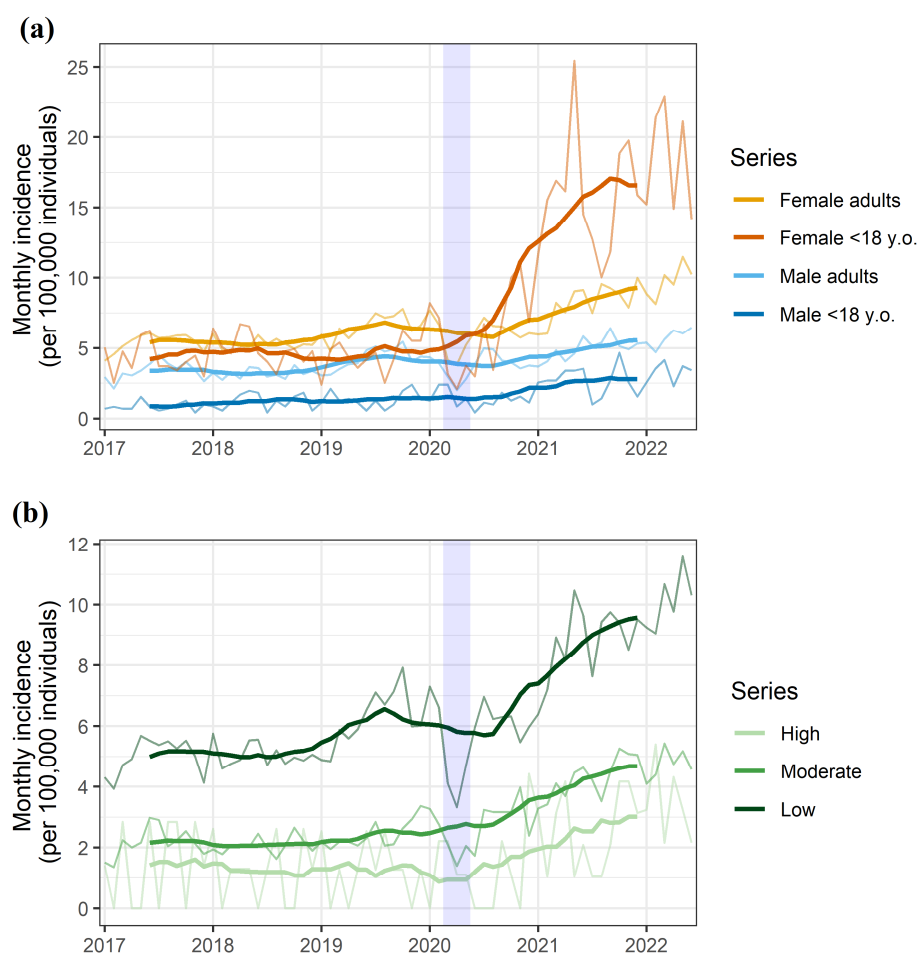 (a)
Monthly incidence
(per 100,000 individuals)
25
20
15
10
5
0
2017 2018 2019 2020 2021 2022
Series
Female adults
Female <18 y.o.
Male adults
Male <18 y.o.
(b)
Monthly incidence
(per 100,000 individuals)
12
10
8
6
4
2
0
2017 2018 2019 2020 2021 2022
Series
High
Moderate
Low